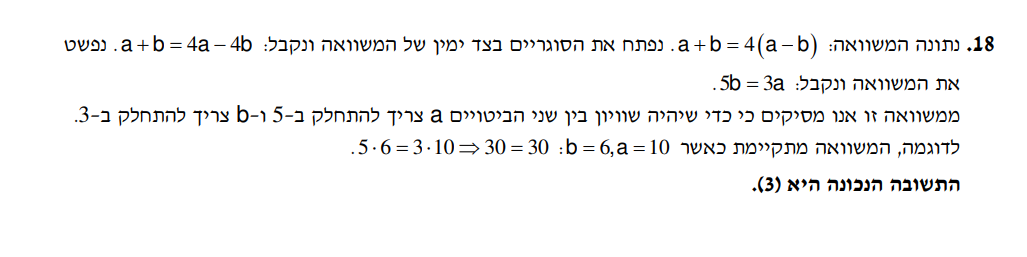 18. נתונה המשוואה: a + b = 4(a − b). נפתח את הסוגריים בצד ימין של המשוואה ונקבל: a + b = 4a − 4b. נפשט
את המשוואה ונקבל: 5b = 3a.
ממשוואה זו אנו מסיקים כי כדי שיהיה שוויון בין שני הביטויים a צריך להתחלק ב-5 ו-b צריך להתחלק ב-3.
לדוגמה, המשוואה מתקיימת כאשר b = 6, a = 10: 5·6 = 3·10 ⇒ 30 = 30.
התשובה הנכונה היא (3).